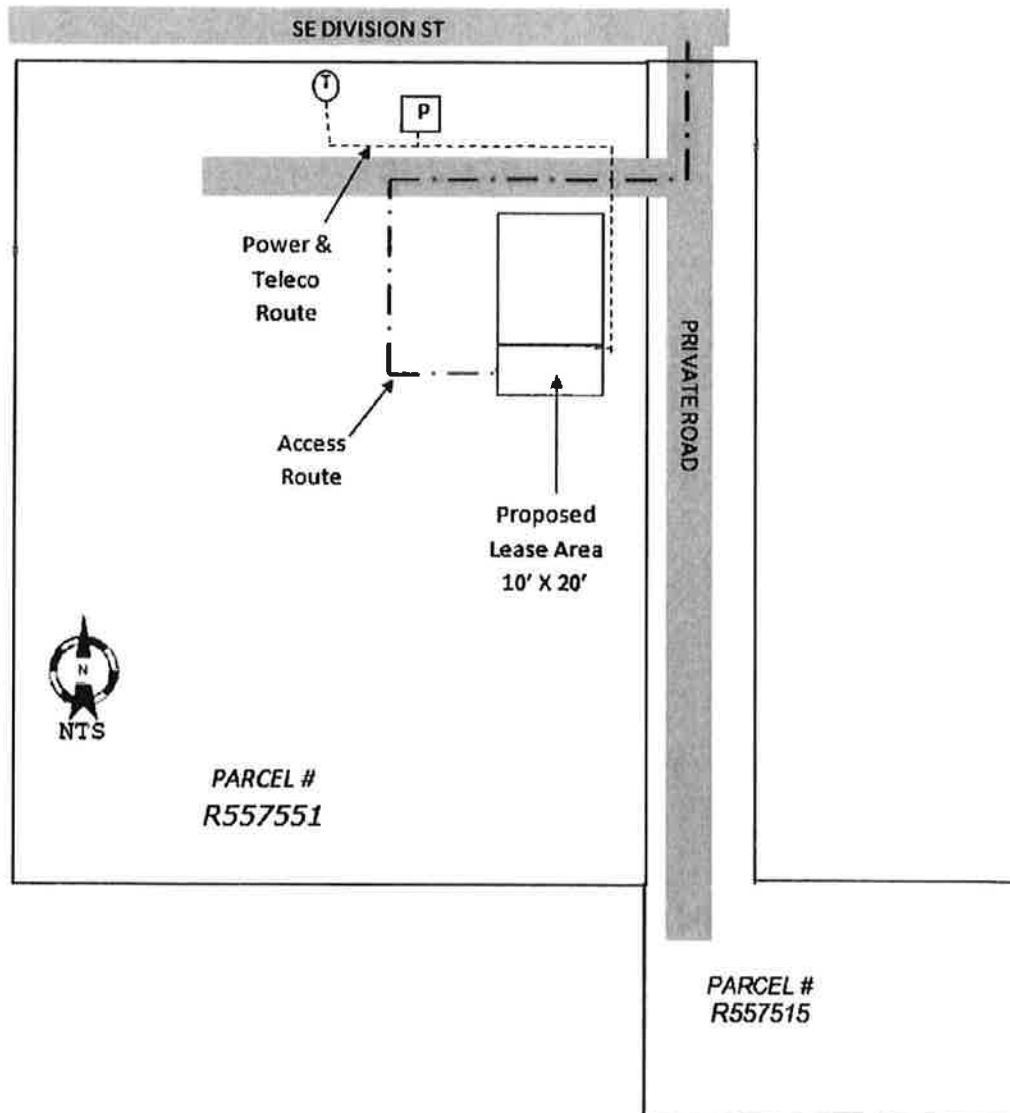 SE DIVISION ST
T
P
Power &
Teleco
Route
PRIVATE ROAD
Access
Route
Proposed
Lease Area
10' X 20'
N
NTS
PARCEL #
R557551
PARCEL #
R557515